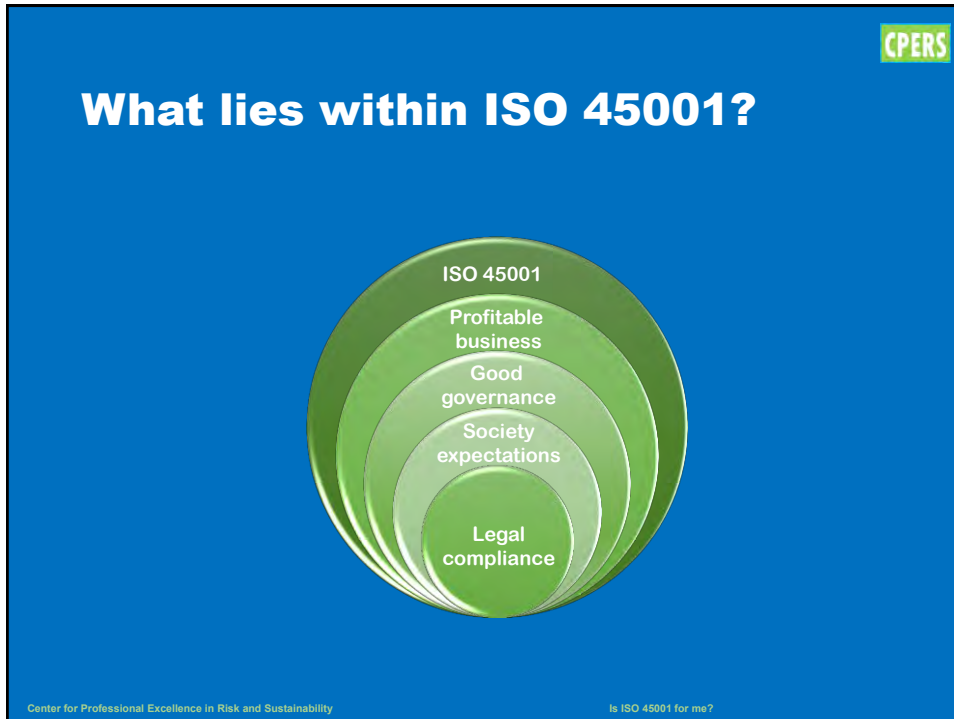 CPERS
What lies within ISO 45001?
ISO 45001
Profitable
business
Good
governance
Society
expectations
Legal
compliance
Center for Professional Excellence in Risk and Sustainability
Is ISO 45001 for me?